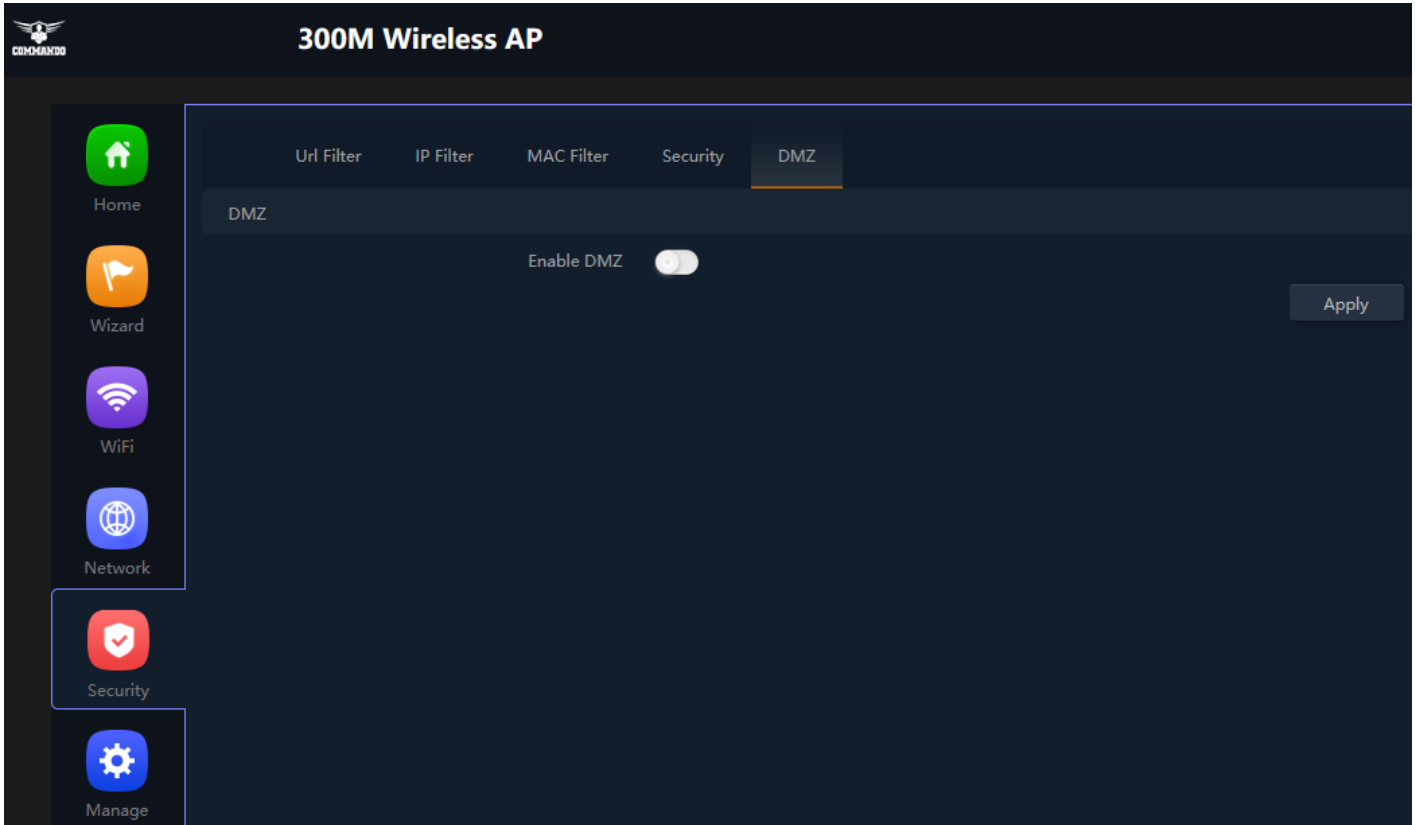 COMMANDO
300M Wireless AP
Url Filter IP Filter MAC Filter Security DMZ
Home
DMZ
Enable DMZ
Apply
Wizard
WiFi
Network
Security
Manage